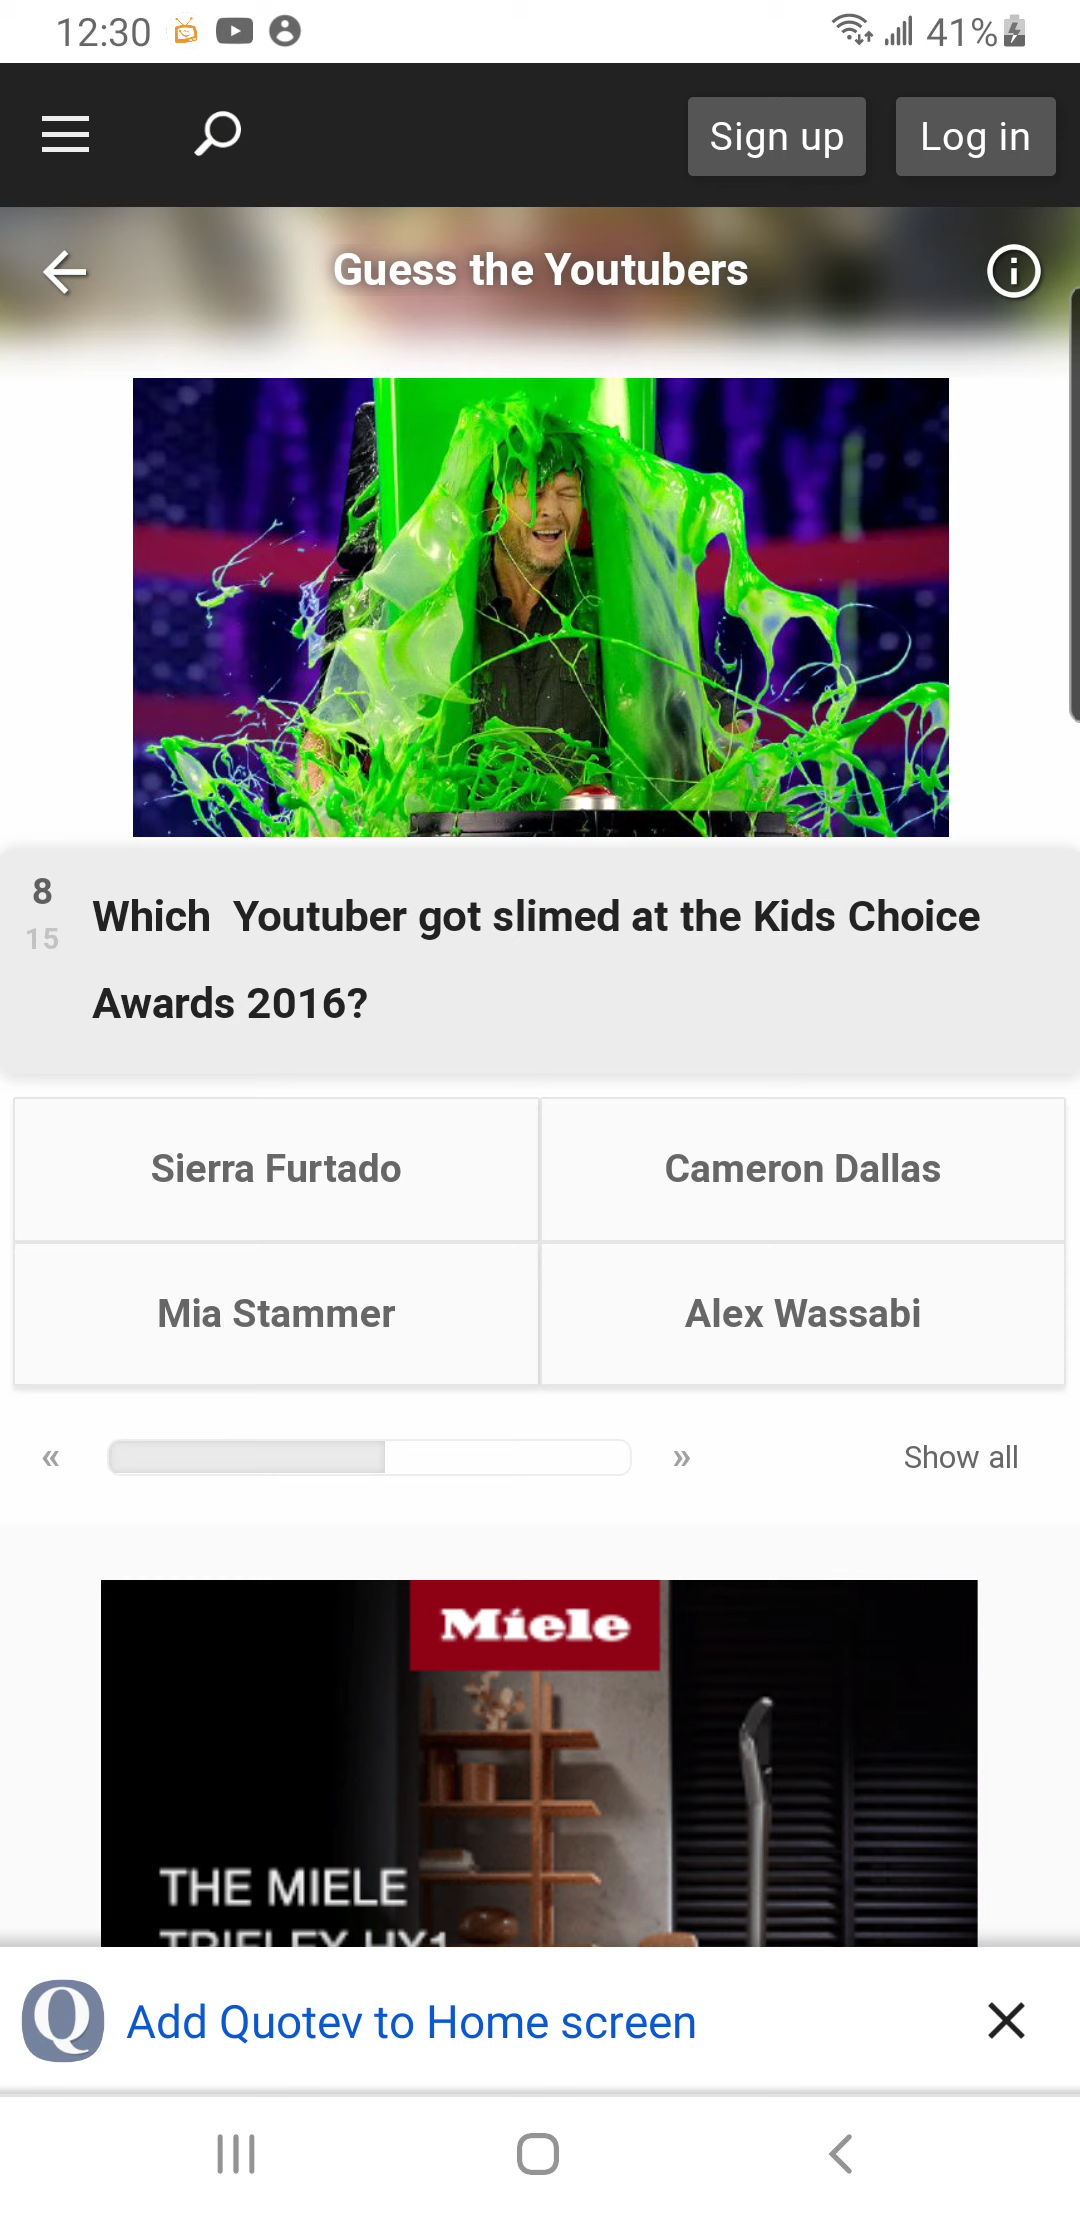 12:30
41%
Sign up
Log in
Guess the Youtubers
8
15
Which Youtuber got slimed at the Kids Choice
Awards 2016?
Sierra Furtado
Cameron Dallas
Mia Stammer
Alex Wassabi
«
»
Show all
Miele
THE MIELE
TRIFLEX HX1
Q
Add Quotev to Home screen